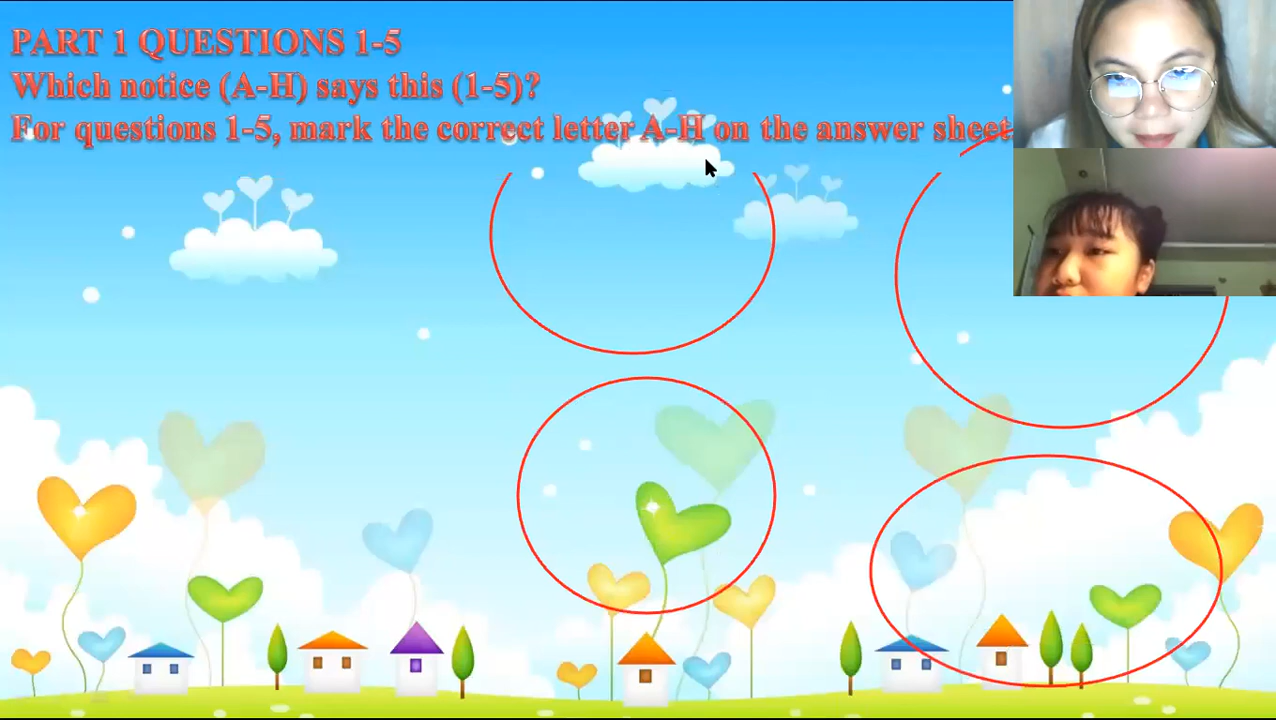 PART 1 QUESTIONS 1-5
Which notice (A-H) says this (1-5)?
For questions 1-5, mark the correct letter A-H on the answer sheet